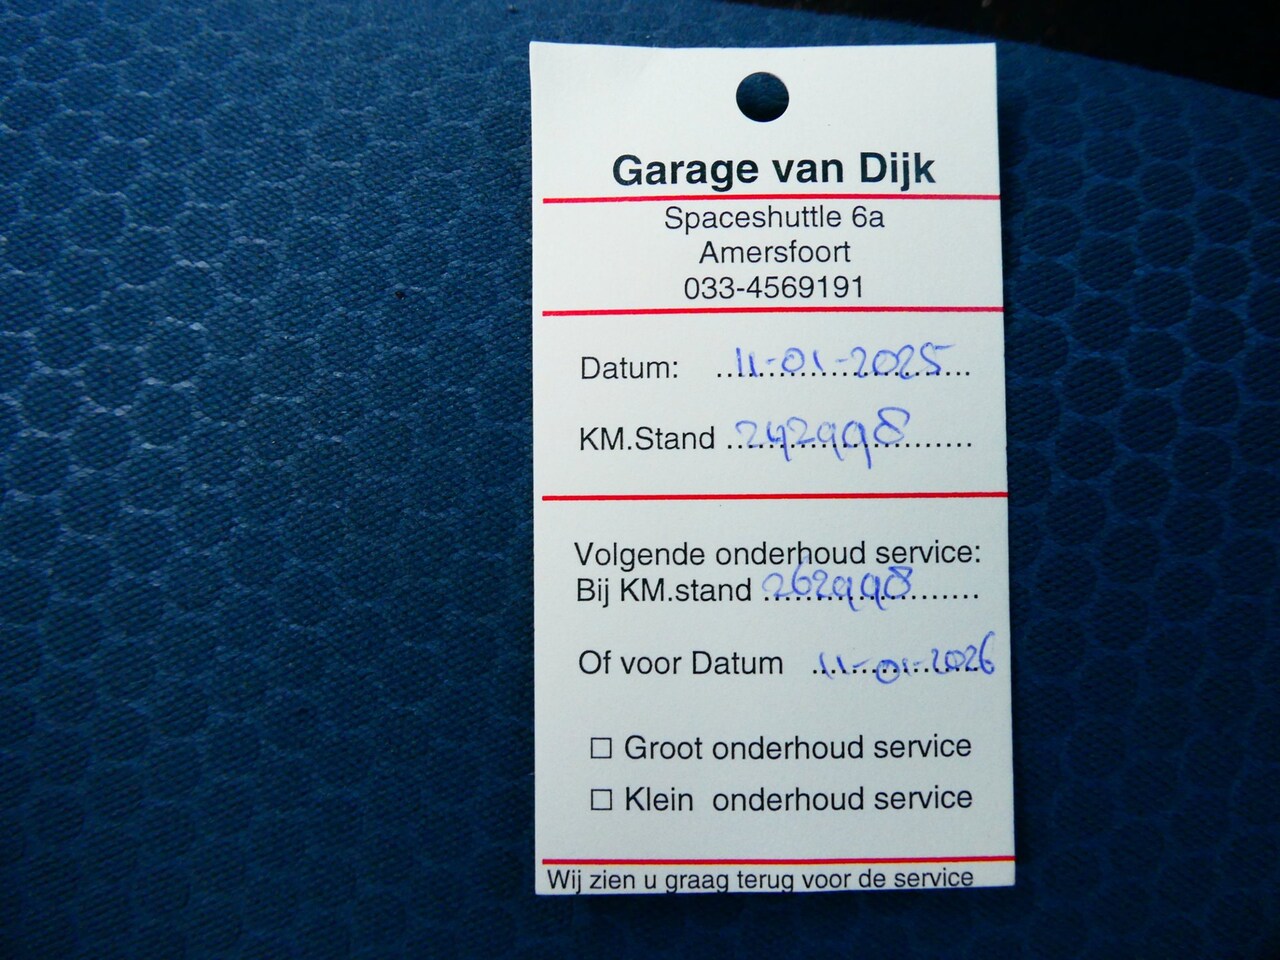 Garage van Dijk
Spaceshuttle 6a
Amersfoort
033-4569191
Datum: 11-01-2025
KM.Stand 242998
Volgende onderhoud service:
Bij KM.stand 262998
Of voor Datum 11-01-2026
☐ Groot onderhoud service
☐ Klein onderhoud service
Wij zien u graag terug voor de service